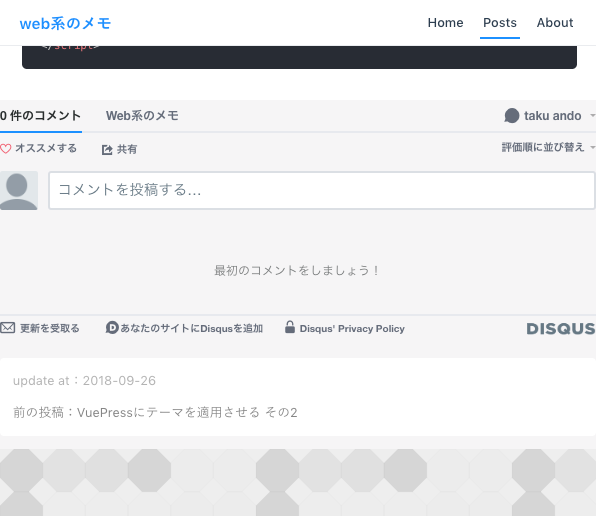 web系のメモ Home Posts About
</script>
0 件のコメント Web系のメモ taku ando
オススメする 共有 評価順に並び替え
コメントを投稿する...
最初のコメントをしましょう！
更新を受取る あなたのサイトにDisqusを追加 Disqus' Privacy Policy DISQUS
update at：2018-09-26
前の投稿：VuePressにテーマを適用させる その2